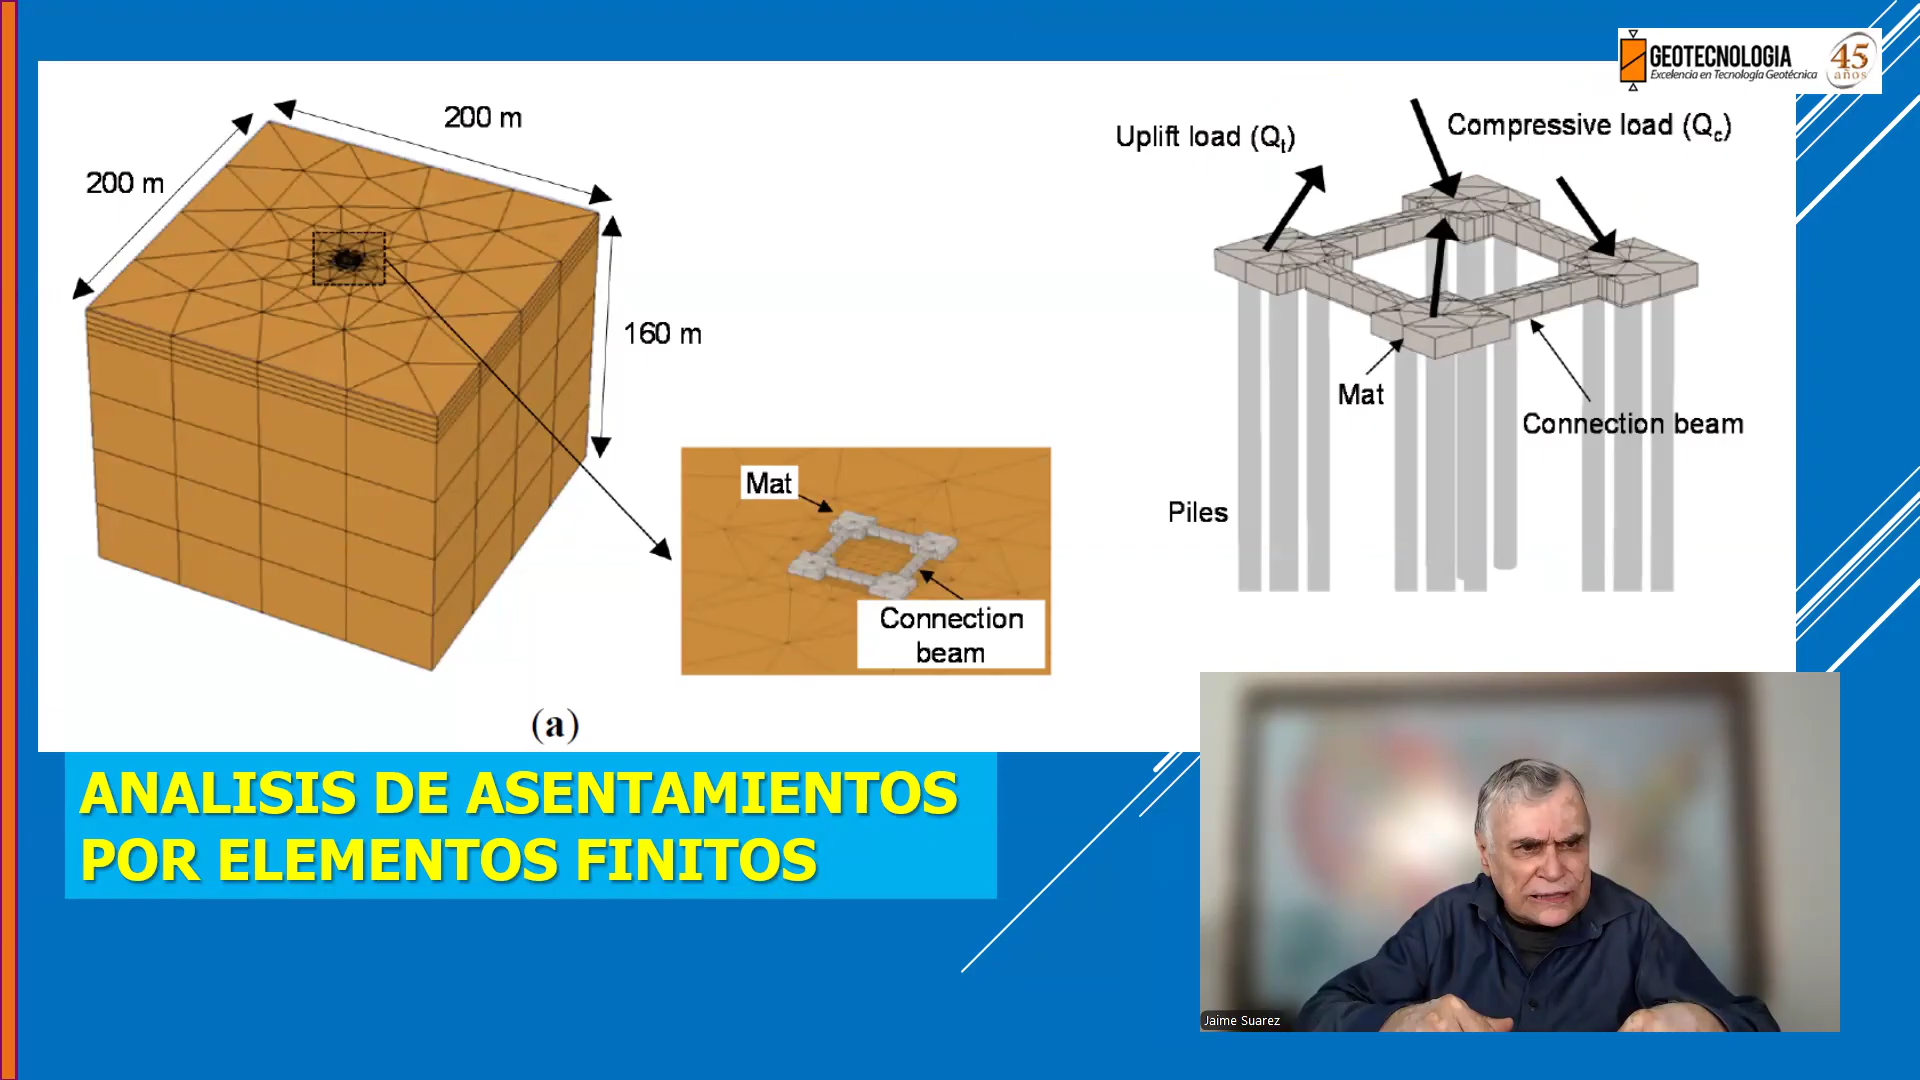 GEOTECNOLOGIA
Excelencia en Tecnología Geotécnica
45
años
200 m
200 m
160 m
Mat
Connection
beam
(a)
Uplift load (Qt)
Compressive load (Qc)
Mat
Connection beam
Piles
ANALISIS DE ASENTAMIENTOS
POR ELEMENTOS FINITOS
Jaime Suarez